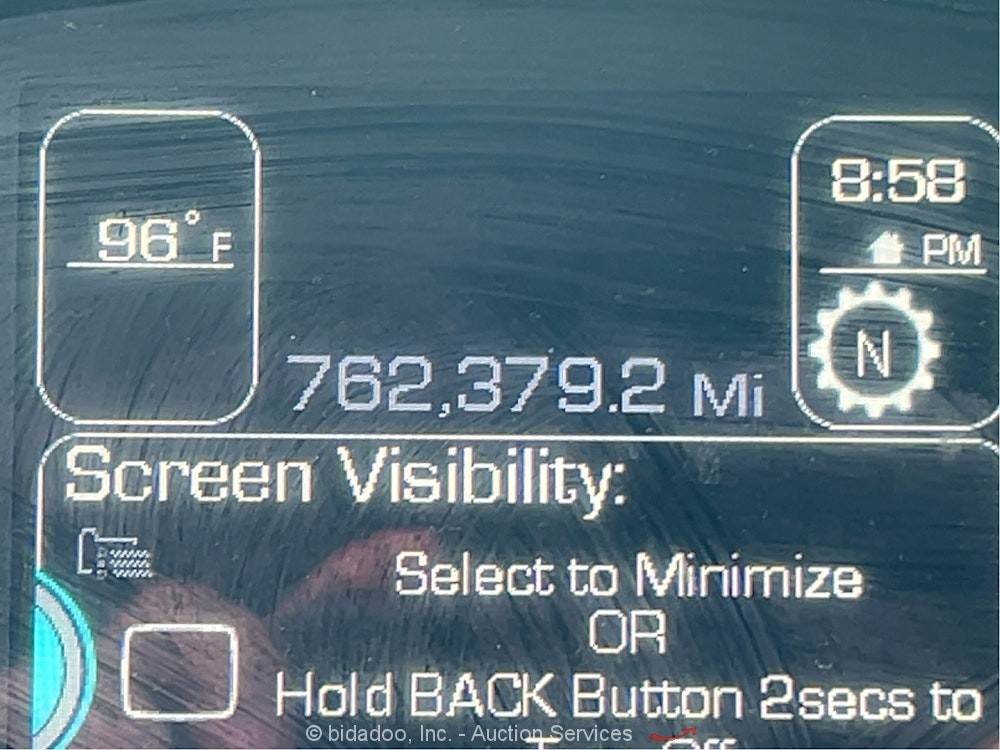 96° F
8:58
PM
N
762,379.2 Mi
Screen Visibility:
Select to Minimize
OR
Hold BACK Button 2secs to
Off
© bidadoo, Inc. - Auction Services